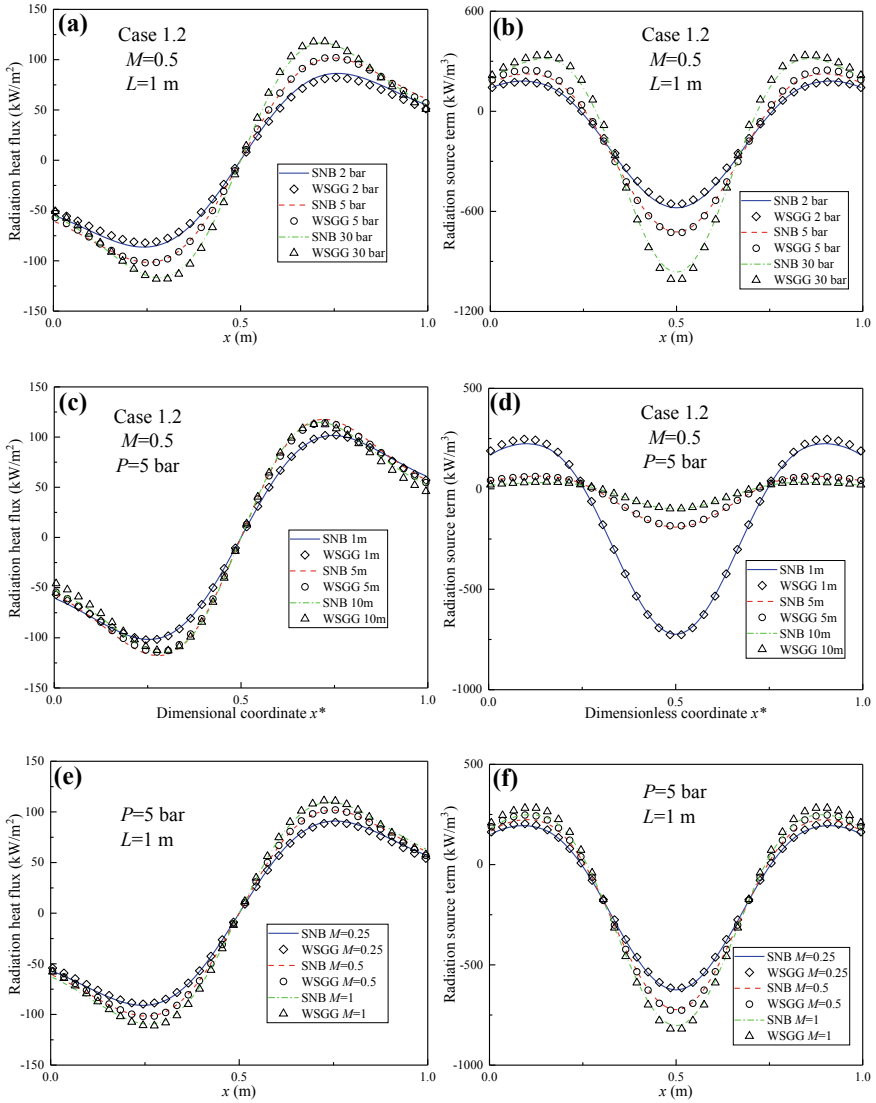 (a)
Case 1.2
M=0.5
L=1 m
Radiation heat flux (kW/m²)
150
100
50
0
-50
-100
-150
SNB 2 bar
WSGG 2 bar
SNB 5 bar
WSGG 5 bar
SNB 30 bar
WSGG 30 bar
0.0 0.5 1.0
x (m)
(b)
Case 1.2
M=0.5
L=1 m
Radiation source term (kW/m³)
600
0
-600
-1200
SNB 2 bar
WSGG 2 bar
SNB 5 bar
WSGG 5 bar
SNB 30 bar
WSGG 30 bar
0.0 0.5 1.0
x (m)
(c)
Case 1.2
M=0.5
P=5 bar
Radiation heat flux (kW/m²)
150
100
50
0
-50
-100
-150
SNB 1m
WSGG 1m
SNB 5m
WSGG 5m
SNB 10m
WSGG 10m
0.0 0.5 1.0
Dimensional coordinate x*
(d)
Case 1.2
M=0.5
P=5 bar
Radiation source term (kW/m³)
500
250
0
-250
-500
-750
-1000
SNB 1m
WSGG 1m
SNB 5m
WSGG 5m
SNB 10m
WSGG 10m
0.0 0.5 1.0
Dimensionless coordinate x*
(e)
P=5 bar
L=1 m
Radiation heat flux (kW/m²)
150
100
50
0
-50
-100
-150
SNB M=0.25
WSGG M=0.25
SNB M=0.5
WSGG M=0.5
SNB M=1
WSGG M=1
0.0 0.5 1.0
x (m)
(f)
P=5 bar
L=1 m
Radiation source term (kW/m³)
500
0
-500
-1000
SNB M=0.25
WSGG M=0.25
SNB M=0.5
WSGG M=0.5
SNB M=1
WSGG M=1
0.0 0.5 1.0
x (m)